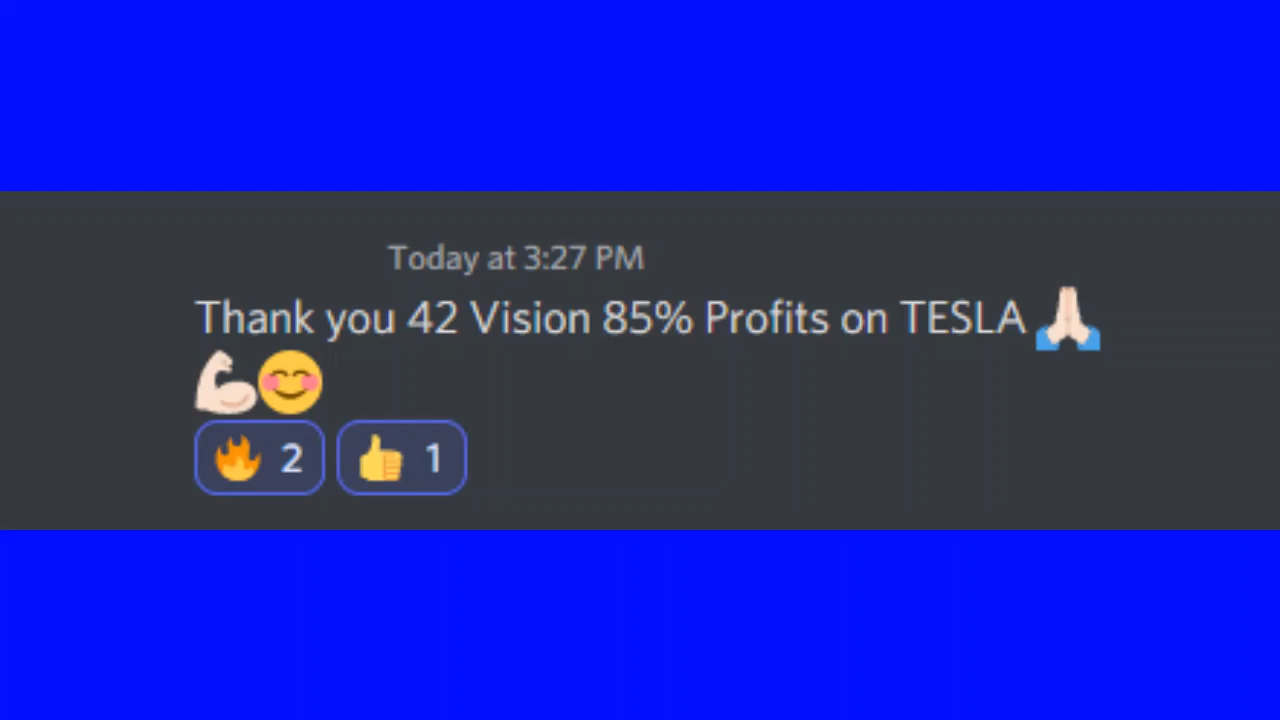 Today at 3:27 PM
Thank you 42 Vision 85% Profits on TESLA 🙏🏻
💪🏻😊
🔥 2 👍 1